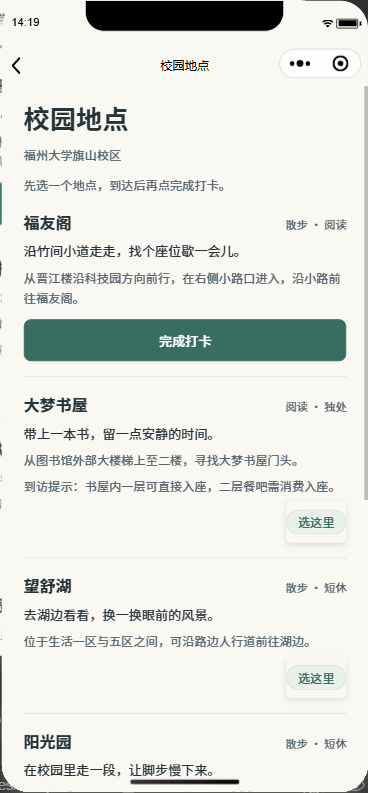 14:19
校园地点
校园地点
福州大学旗山校区
先选一个地点，到达后再点完成打卡。
福友阁
散步 · 阅读
沿竹间小道走走，找个座位歇一会儿。
从晋江楼沿科技园方向前行，在右侧小路口进入，沿小路前
往福友阁。
完成打卡
大梦书屋
阅读 · 独处
带上一本书，留一点安静的时间。
从图书馆外部大楼梯上至二楼，寻找大梦书屋门头。
到访提示：书屋内一层可直接入座，二层餐吧需消费入座。
选这里
望舒湖
散步 · 短休
去湖边看看，换一换眼前的风景。
位于生活一区与五区之间，可沿路边人行道前往湖边。
选这里
阳光园
散步 · 短休
在校园里走一段，让脚步慢下来。